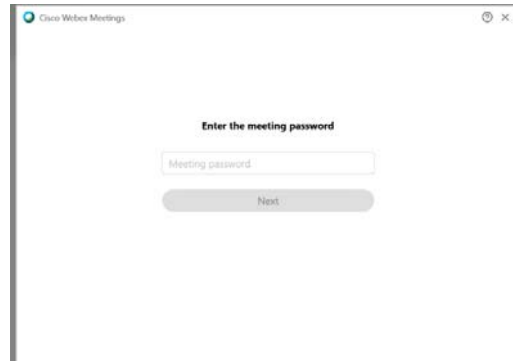 Cisco Webex Meetings
Enter the meeting password
Meeting password
Next